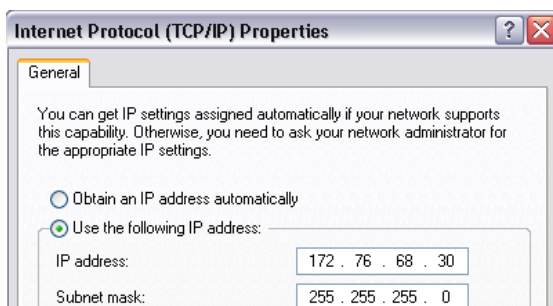 Internet Protocol (TCP/IP) Properties
General
You can get IP settings assigned automatically if your network supports
this capability. Otherwise, you need to ask your network administrator for
the appropriate IP settings.
Obtain an IP address automatically
Use the following IP address:
IP address: 172 . 76 . 68 . 30
Subnet mask: 255 . 255 . 255 . 0